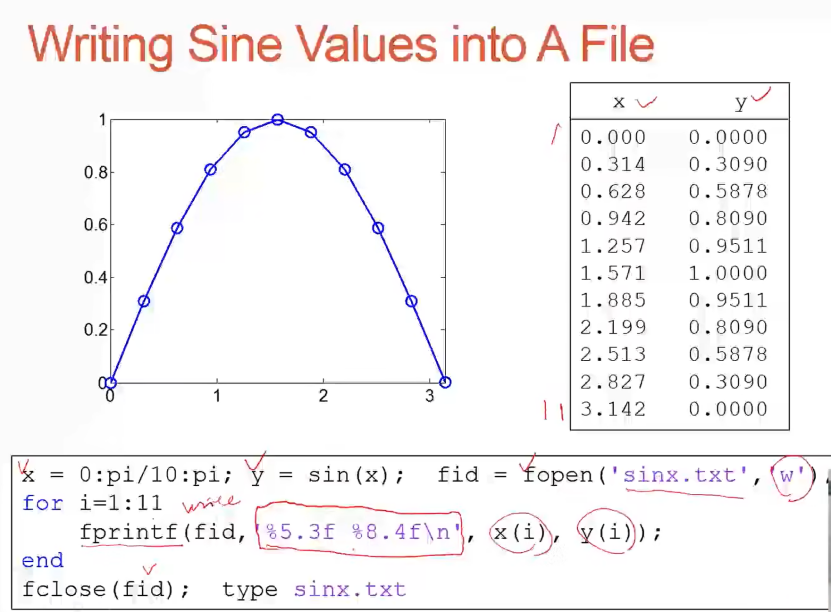 Writing Sine Values into A File
x y
1 0.000 0.0000
0.314 0.3090
0.628 0.5878
0.942 0.8090
1.257 0.9511
1.571 1.0000
1.885 0.9511
2.199 0.8090
2.513 0.5878
2.827 0.3090
11 3.142 0.0000
1
0.8
0.6
0.4
0.2
0
0 1 2 3
x = 0:pi/10:pi; y = sin(x); fid = fopen('sinx.txt','w');
for i=1:11 write
fprintf(fid,'%5.3f %8.4f\n', x(i), y(i));
end
fclose(fid); type sinx.txt